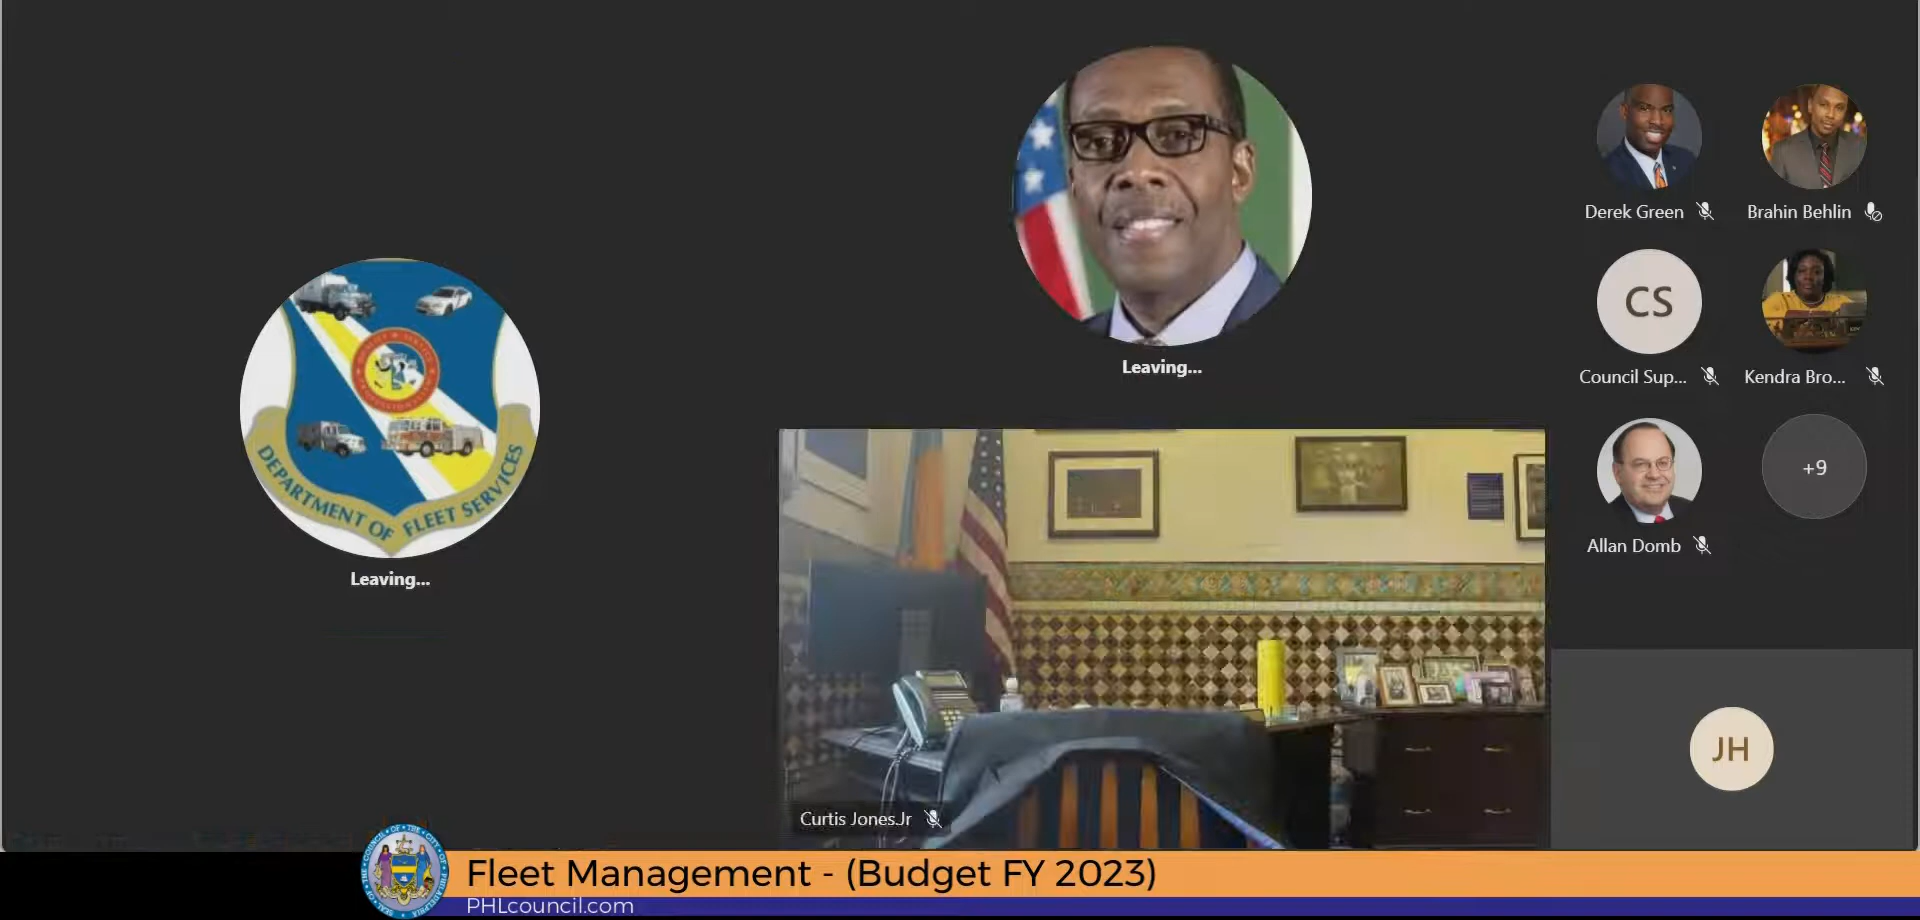 DEPARTMENT OF FLEET SERVICES
Leaving...
Leaving...
Derek Green
Brahin Behlin
CS
Council Sup...
Kendra Bro...
Allan Domb
+9
Curtis Jones.Jr
JH
Fleet Management - (Budget FY 2023)
PHLcouncil.com